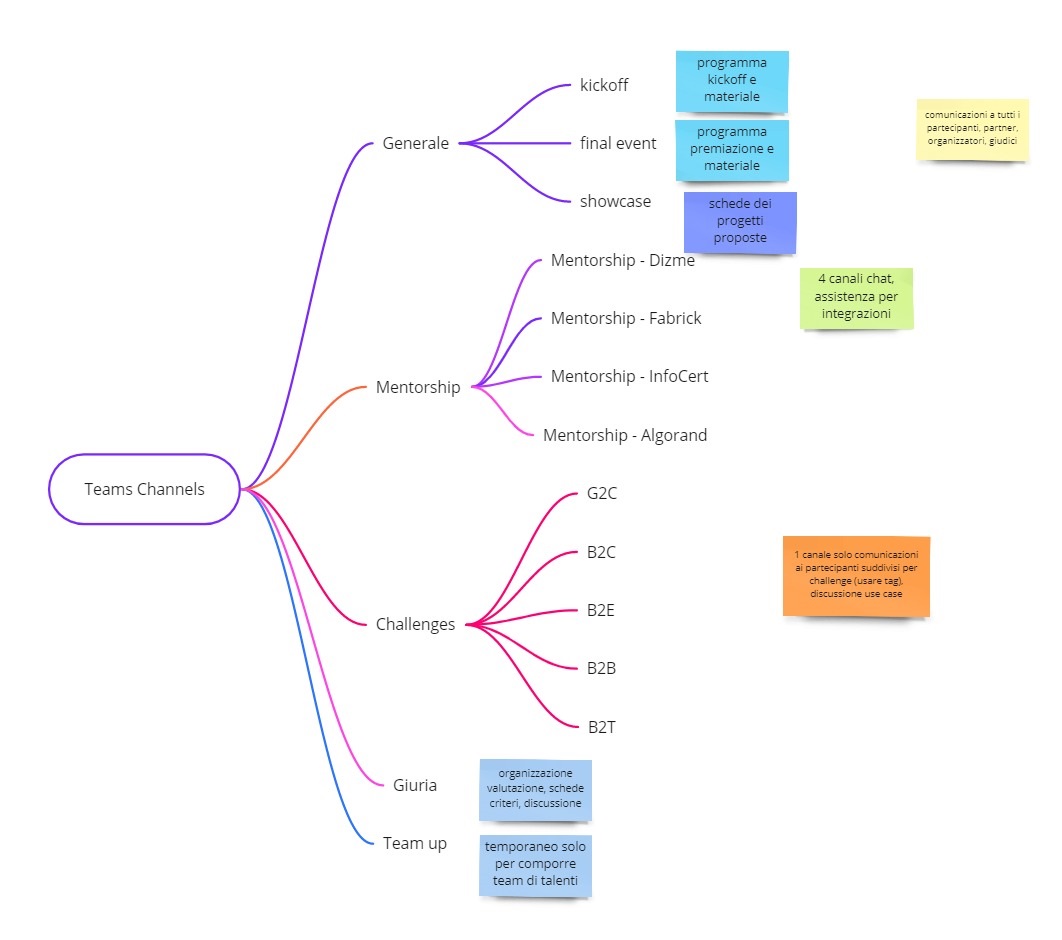 kickoff
programma
kickoff e
materiale
comunicazioni a tutti i
partecipanti, partner,
organizzatori, giudici
Generale
final event
programma
premiazione e
materiale
showcase
schede dei
progetti
proposte
Mentorship - Dizme
4 canali chat,
assistenza per
integrazioni
Mentorship - Fabrick
Mentorship
Mentorship - InfoCert
Mentorship - Algorand
Teams Channels
G2C
B2C
1 canale solo comunicazioni
ai partecipanti suddivisi per
challenge (usare tag),
discussione use case
B2E
Challenges
B2B
B2T
Giuria
organizzazione
valutazione, schede
criteri, discussione
Team up
temporaneo solo
per comporre
team di talenti